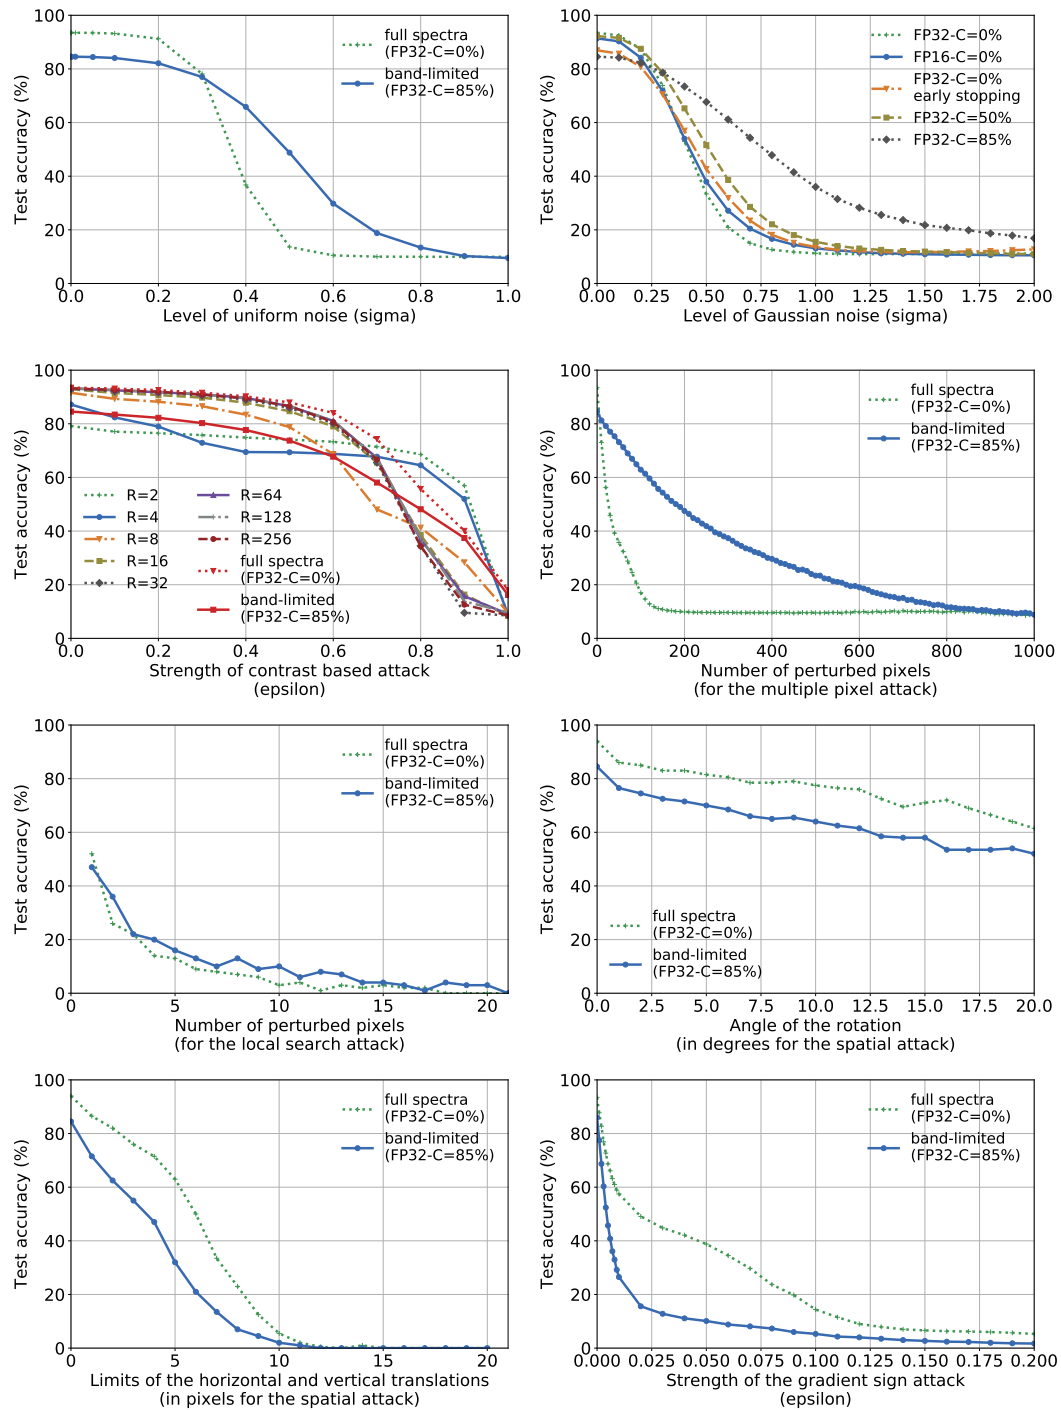 100
80
60
40
20
0
Test accuracy (%)
full spectra
(FP32-C=0%)
band-limited
(FP32-C=85%)
0.0 0.2 0.4 0.6 0.8 1.0
Level of uniform noise (sigma)
100
80
60
40
20
0
Test accuracy (%)
FP32-C=0%
FP16-C=0%
FP32-C=0%
early stopping
FP32-C=50%
FP32-C=85%
0.00 0.25 0.50 0.75 1.00 1.25 1.50 1.75 2.00
Level of Gaussian noise (sigma)
100
80
60
40
20
0
Test accuracy (%)
R=2
R=4
R=8
R=16
R=32
R=64
R=128
R=256
full spectra
(FP32-C=0%)
band-limited
(FP32-C=85%)
0.0 0.2 0.4 0.6 0.8 1.0
Strength of contrast based attack
(epsilon)
100
80
60
40
20
0
Test accuracy (%)
full spectra
(FP32-C=0%)
band-limited
(FP32-C=85%)
0 200 400 600 800 1000
Number of perturbed pixels
(for the multiple pixel attack)
100
80
60
40
20
0
Test accuracy (%)
full spectra
(FP32-C=0%)
band-limited
(FP32-C=85%)
0 5 10 15 20
Number of perturbed pixels
(for the local search attack)
100
80
60
40
20
0
Test accuracy (%)
full spectra
(FP32-C=0%)
band-limited
(FP32-C=85%)
0.0 2.5 5.0 7.5 10.0 12.5 15.0 17.5 20.0
Angle of the rotation
(in degrees for the spatial attack)
100
80
60
40
20
0
Test accuracy (%)
full spectra
(FP32-C=0%)
band-limited
(FP32-C=85%)
0 5 10 15 20
Limits of the horizontal and vertical translations
(in pixels for the spatial attack)
100
80
60
40
20
0
Test accuracy (%)
full spectra
(FP32-C=0%)
band-limited
(FP32-C=85%)
0.000 0.025 0.050 0.075 0.100 0.125 0.150 0.175 0.200
Strength of the gradient sign attack
(epsilon)